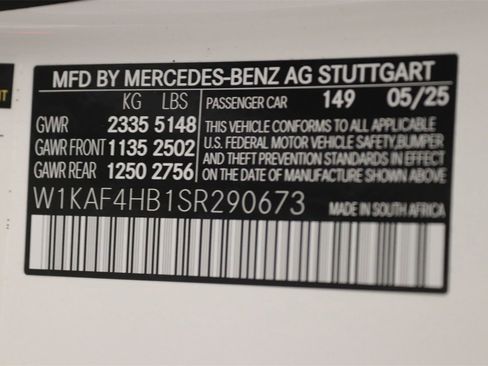 MFD BY MERCEDES-BENZ AG STUTTGART
KG LBS PASSENGER CAR 149 05/25
GVWR 2335 5148 THIS VEHICLE CONFORMS TO ALL APPLICABLE
GAWR FRONT 1135 2502 U.S. FEDERAL MOTOR VEHICLE SAFETY,BUMPER
AND THEFT PREVENTION STANDARDS IN EFFECT
GAWR REAR 1250 2756 ON THE DATE OF MANUFACTURE SHOWN ABOVE.
W1KAF4HB1SR290673 MADE IN SOUTH AFRICA